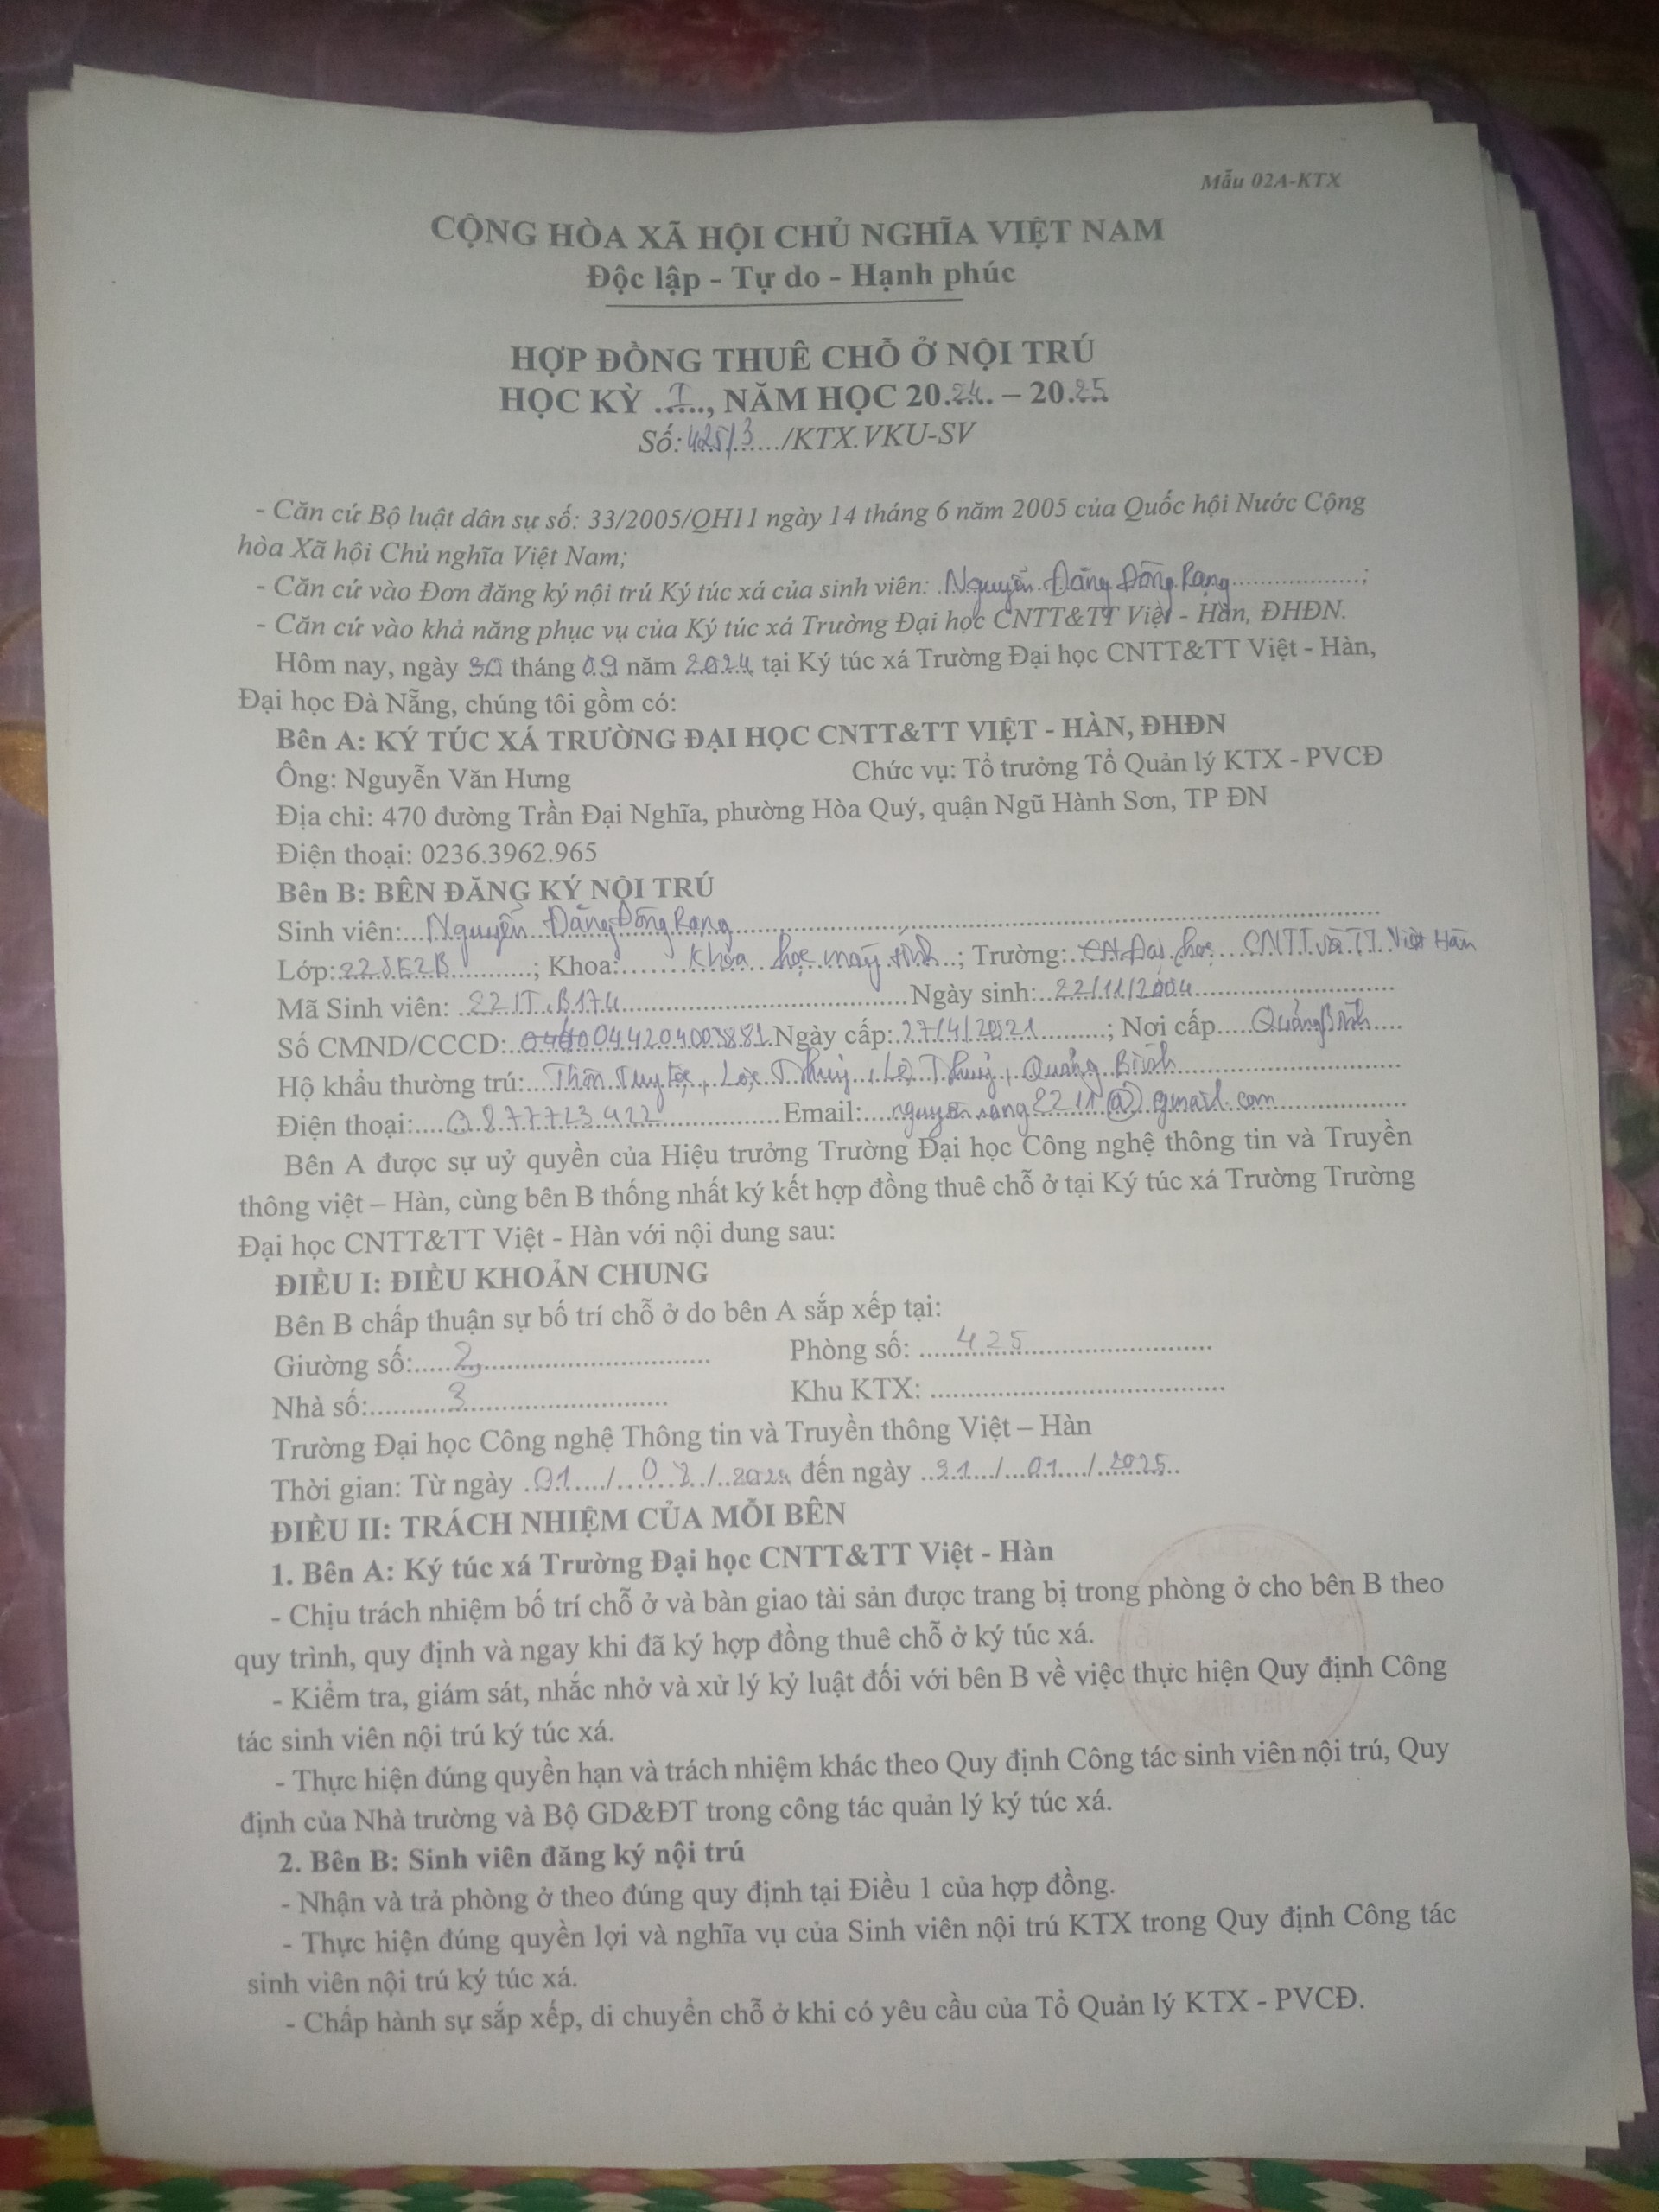 Mẫu 02A-KTX
CỘNG HÒA XÃ HỘI CHỦ NGHĨA VIỆT NAM
Độc lập - Tự do - Hạnh phúc
HỢP ĐỒNG THUÊ CHỖ Ở NỘI TRÚ
HỌC KỲ ..I..., NĂM HỌC 20.24. – 20.25
Số: 425/3..../KTX.VKU-SV
- Căn cứ Bộ luật dân sự số: 33/2005/QH11 ngày 14 tháng 6 năm 2005 của Quốc hội Nước Cộng
hòa Xã hội Chủ nghĩa Việt Nam;
- Căn cứ vào Đơn đăng ký nội trú Ký túc xá của sinh viên: Nguyễn Đăng Đông Rạng....................;
- Căn cứ vào khả năng phục vụ của Ký túc xá Trường Đại học CNTT&TT Việt - Hàn, ĐHĐN.
Hôm nay, ngày 30 tháng 09 năm 2024 tại Ký túc xá Trường Đại học CNTT&TT Việt - Hàn,
Đại học Đà Nẵng, chúng tôi gồm có:
Bên A: KÝ TÚC XÁ TRƯỜNG ĐẠI HỌC CNTT&TT VIỆT - HÀN, ĐHĐN
Ông: Nguyễn Văn Hưng Chức vụ: Tổ trưởng Tổ Quản lý KTX - PVCĐ
Địa chỉ: 470 đường Trần Đại Nghĩa, phường Hòa Quý, quận Ngũ Hành Sơn, TP ĐN
Điện thoại: 0236.3962.965
Bên B: BÊN ĐĂNG KÝ NỘI TRÚ
Sinh viên:...Nguyễn Đăng Đông Rạng....................
Lớp: 22SE2B..........; Khoa:..........Khoa học máy tính..; Trường: Đại học CNTT và TT Việt Hàn
Mã Sinh viên: 22IT.B174....................Ngày sinh:..22/11/2004....................
Số CMND/CCCD: 044204003881 Ngày cấp: 27/4/2021..........; Nơi cấp.....Quảng Bình....
Hộ khẩu thường trú:...Thôn Tuy Lộc, Lộc Thuỷ, Lệ Thuỷ, Quảng Bình....................
Điện thoại:....0877723422....................Email:....@gmail.com....................
Bên A được sự uỷ quyền của Hiệu trưởng Trường Đại học Công nghệ thông tin và Truyền
thông việt – Hàn, cùng bên B thống nhất ký kết hợp đồng thuê chỗ ở tại Ký túc xá Trường Trường
Đại học CNTT&TT Việt - Hàn với nội dung sau:
ĐIỀU I: ĐIỀU KHOẢN CHUNG
Bên B chấp thuận sự bố trí chỗ ở do bên A sắp xếp tại:
Giường số:.....2.................... Phòng số: .....425....................
Nhà số:..........3.................... Khu KTX: ........................................
Trường Đại học Công nghệ Thông tin và Truyền thông Việt – Hàn
Thời gian: Từ ngày .01..../....../..2024 đến ngày ..31.../...01..../.2025..
ĐIỀU II: TRÁCH NHIỆM CỦA MỖI BÊN
1. Bên A: Ký túc xá Trường Đại học CNTT&TT Việt - Hàn
- Chịu trách nhiệm bố trí chỗ ở và bàn giao tài sản được trang bị trong phòng ở cho bên B theo
quy trình, quy định và ngay khi đã ký hợp đồng thuê chỗ ở ký túc xá.
- Kiểm tra, giám sát, nhắc nhở và xử lý kỷ luật đối với bên B về việc thực hiện Quy định Công
tác sinh viên nội trú ký túc xá.
- Thực hiện đúng quyền hạn và trách nhiệm khác theo Quy định Công tác sinh viên nội trú, Quy
định của Nhà trường và Bộ GD&ĐT trong công tác quản lý ký túc xá.
2. Bên B: Sinh viên đăng ký nội trú
- Nhận và trả phòng ở theo đúng quy định tại Điều 1 của hợp đồng.
- Thực hiện đúng quyền lợi và nghĩa vụ của Sinh viên nội trú KTX trong Quy định Công tác
sinh viên nội trú ký túc xá.
- Chấp hành sự sắp xếp, di chuyển chỗ ở khi có yêu cầu của Tổ Quản lý KTX - PVCĐ.